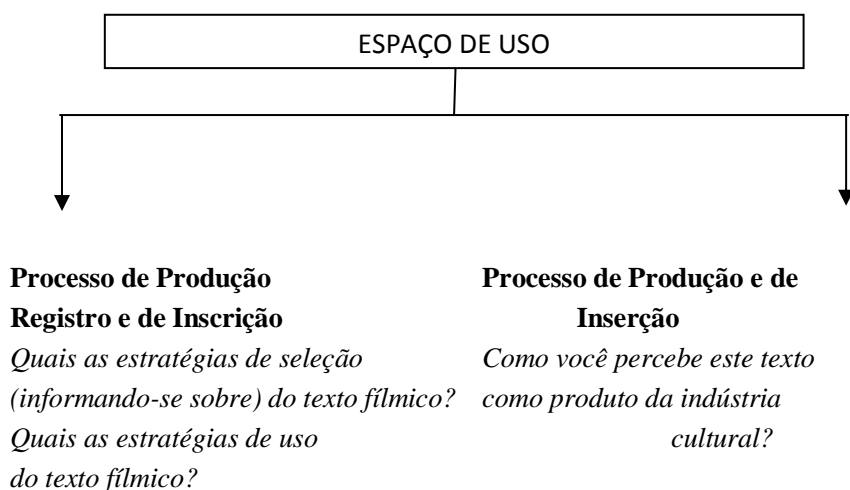 ESPAÇO DE USO
Processo de Produção
Registro e de Inscrição
Quais as estratégias de seleção
(informando-se sobre) do texto fílmico?
Quais as estratégias de uso
do texto fílmico?
Processo de Produção e de
Inserção
Como você percebe este texto
como produto da indústria
cultural?